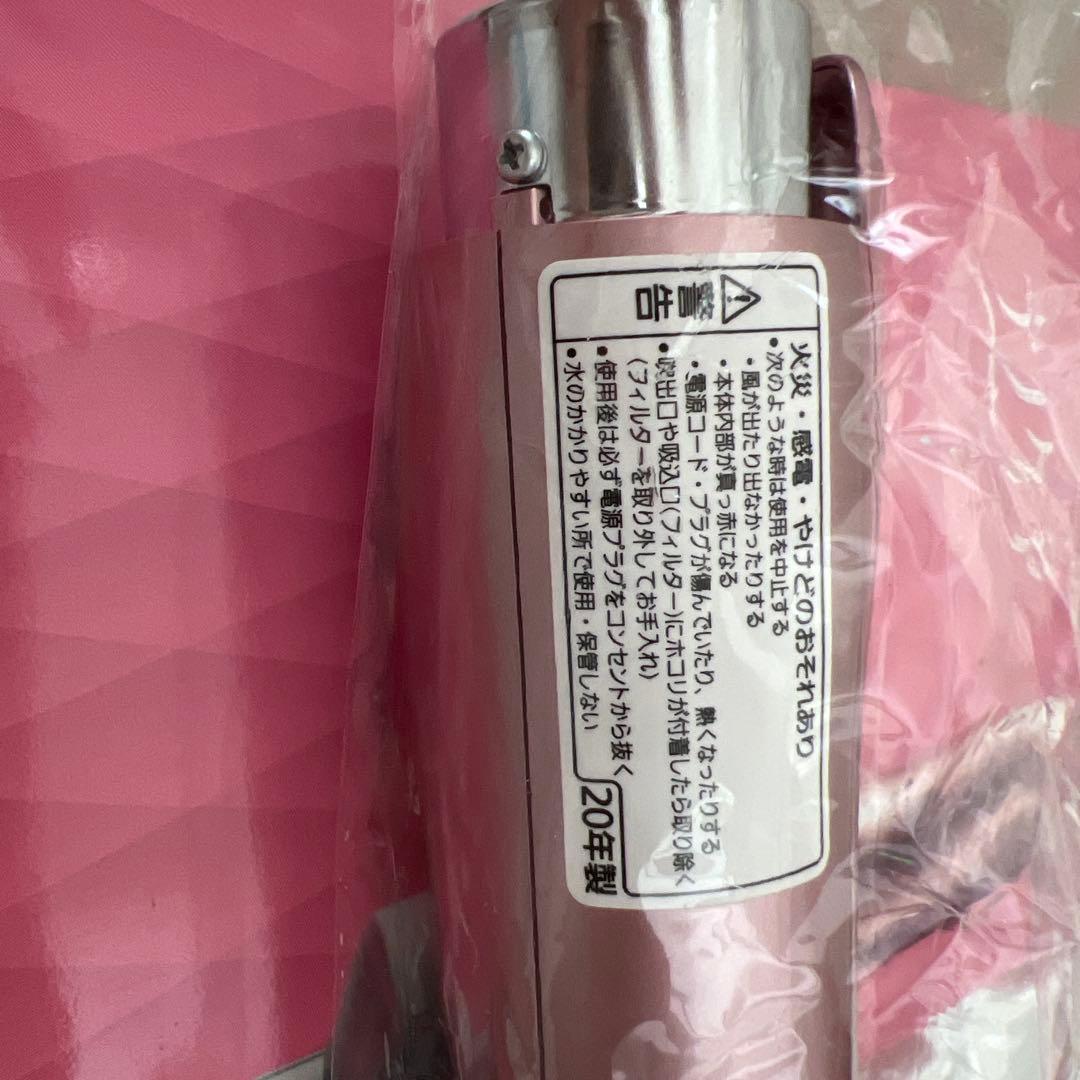 警告
火災・感電・やけどのおそれあり
•次のような時は使用を中止する
・風が出たり出なかったりする
・本体内部が真っ赤になる
・電源コード・プラグが傷んでいたり、熱くなったりする
•吹出口や吸込口(フィルター)にホコリが付着したら取り除く
(フィルターを取り外してお手入れ)
•使用後は必ず電源プラグをコンセントから抜く
•水のかかりやすい所で使用・保管しない
20年製